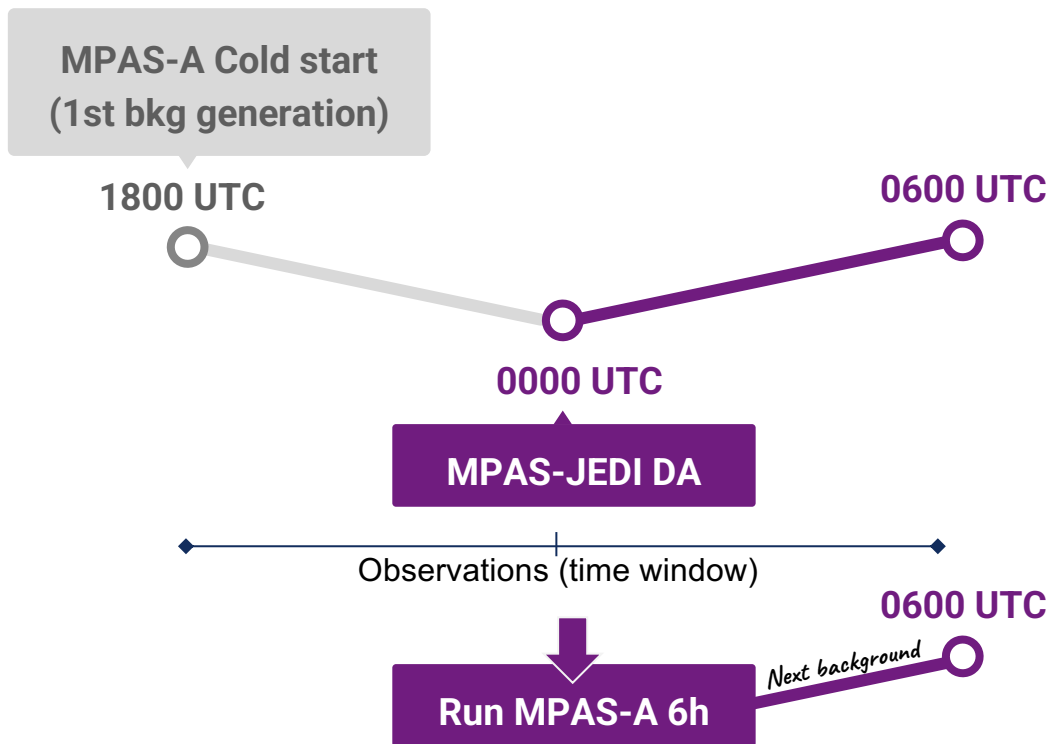 MPAS-A Cold start
(1st bkg generation)
1800 UTC
0600 UTC
0000 UTC
MPAS-JEDI DA
Observations (time window)
0600 UTC
Next background
Run MPAS-A 6h